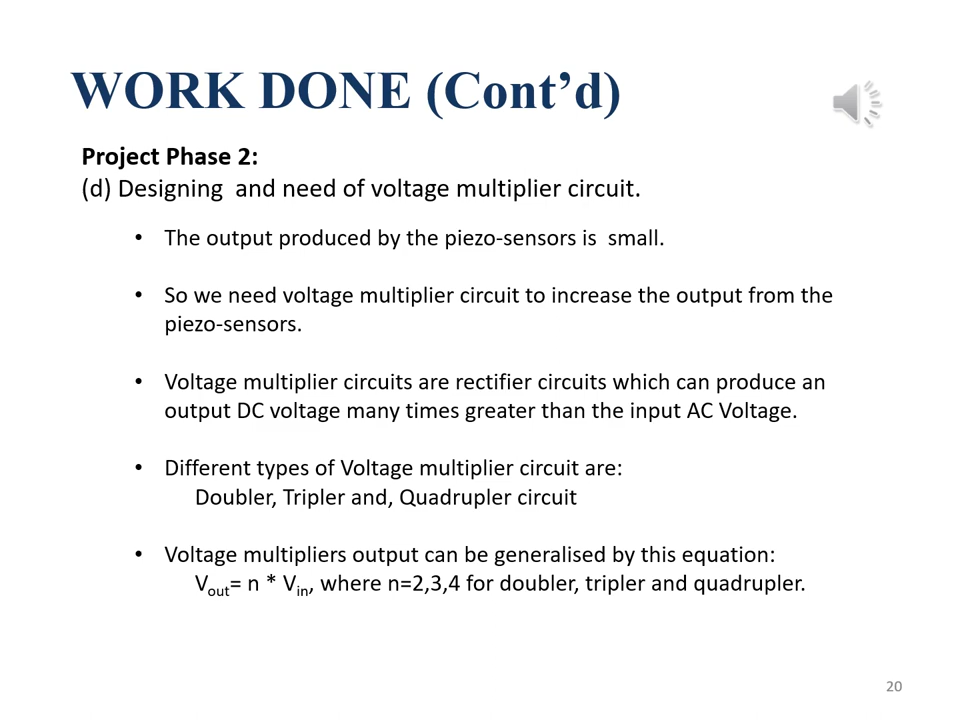 WORK DONE (Cont’d)
Project Phase 2:
(d) Designing  and need of voltage multiplier circuit.
• The output produced by the piezo-sensors is  small.
• So we need voltage multiplier circuit to increase the output from the
piezo-sensors.
• Voltage multiplier circuits are rectifier circuits which can produce an
output DC voltage many times greater than the input AC Voltage.
• Different types of Voltage multiplier circuit are:
Doubler, Tripler and, Quadrupler circuit
• Voltage multipliers output can be generalised by this equation:
Vout= n * Vin, where n=2,3,4 for doubler, tripler and quadrupler.
20